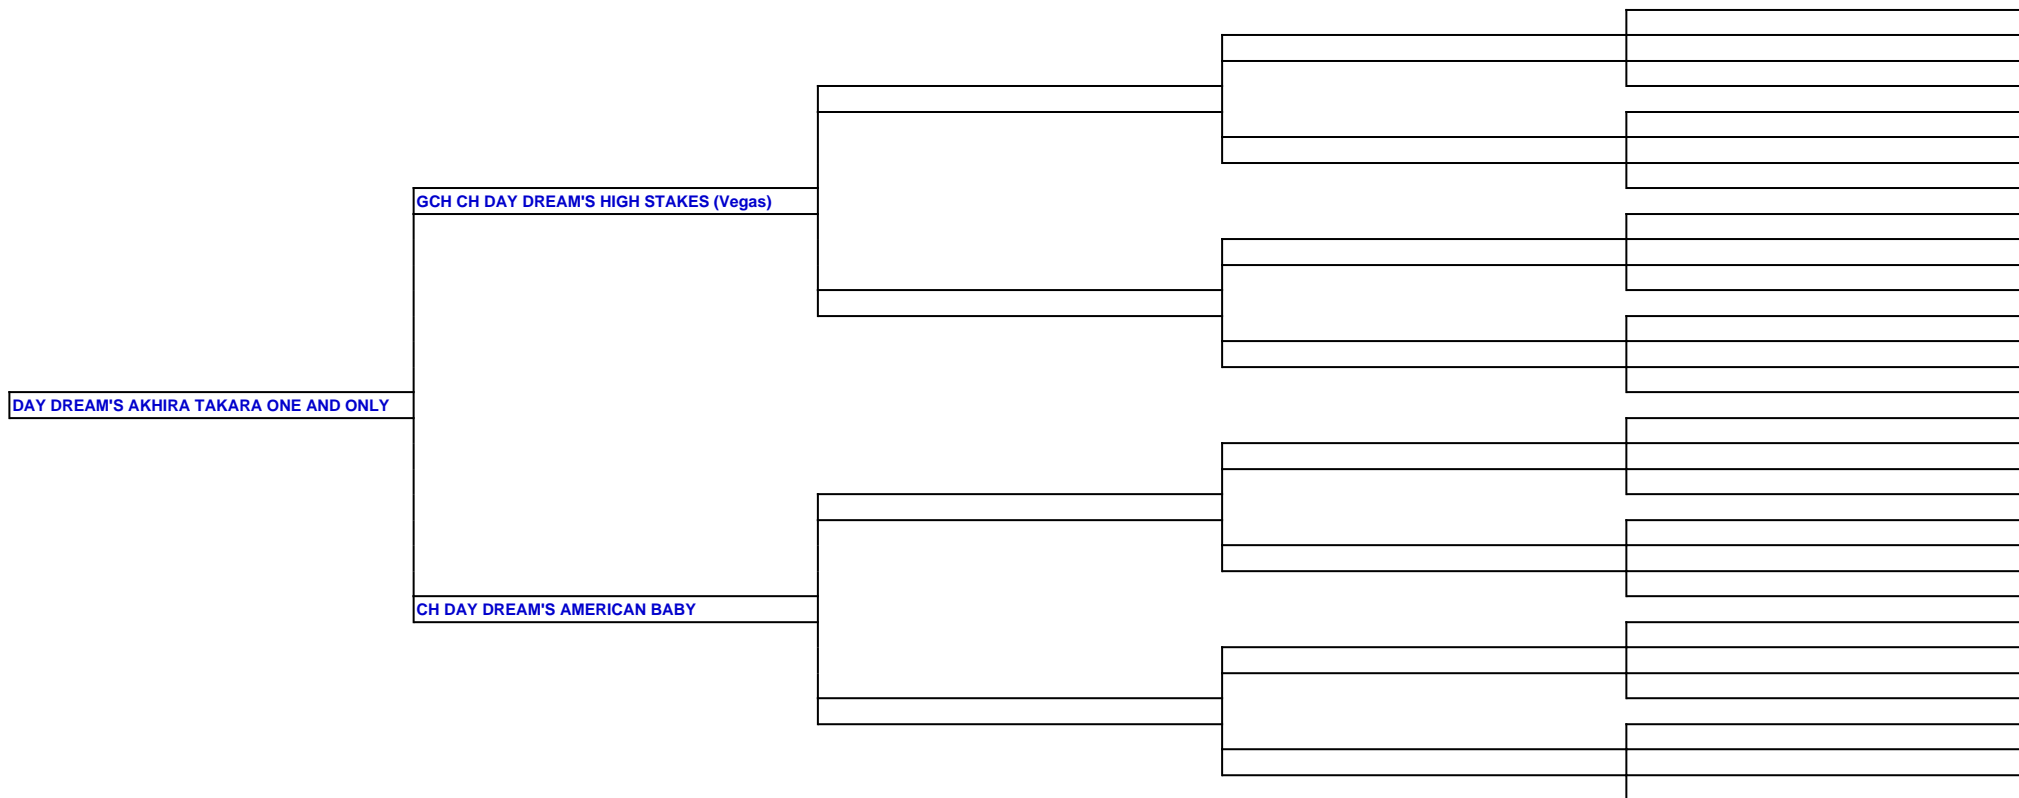 GCH CH DAY DREAM'S HIGH STAKES (Vegas)
DAY DREAM'S AKHIRA TAKARA ONE AND ONLY
CH DAY DREAM'S AMERICAN BABY